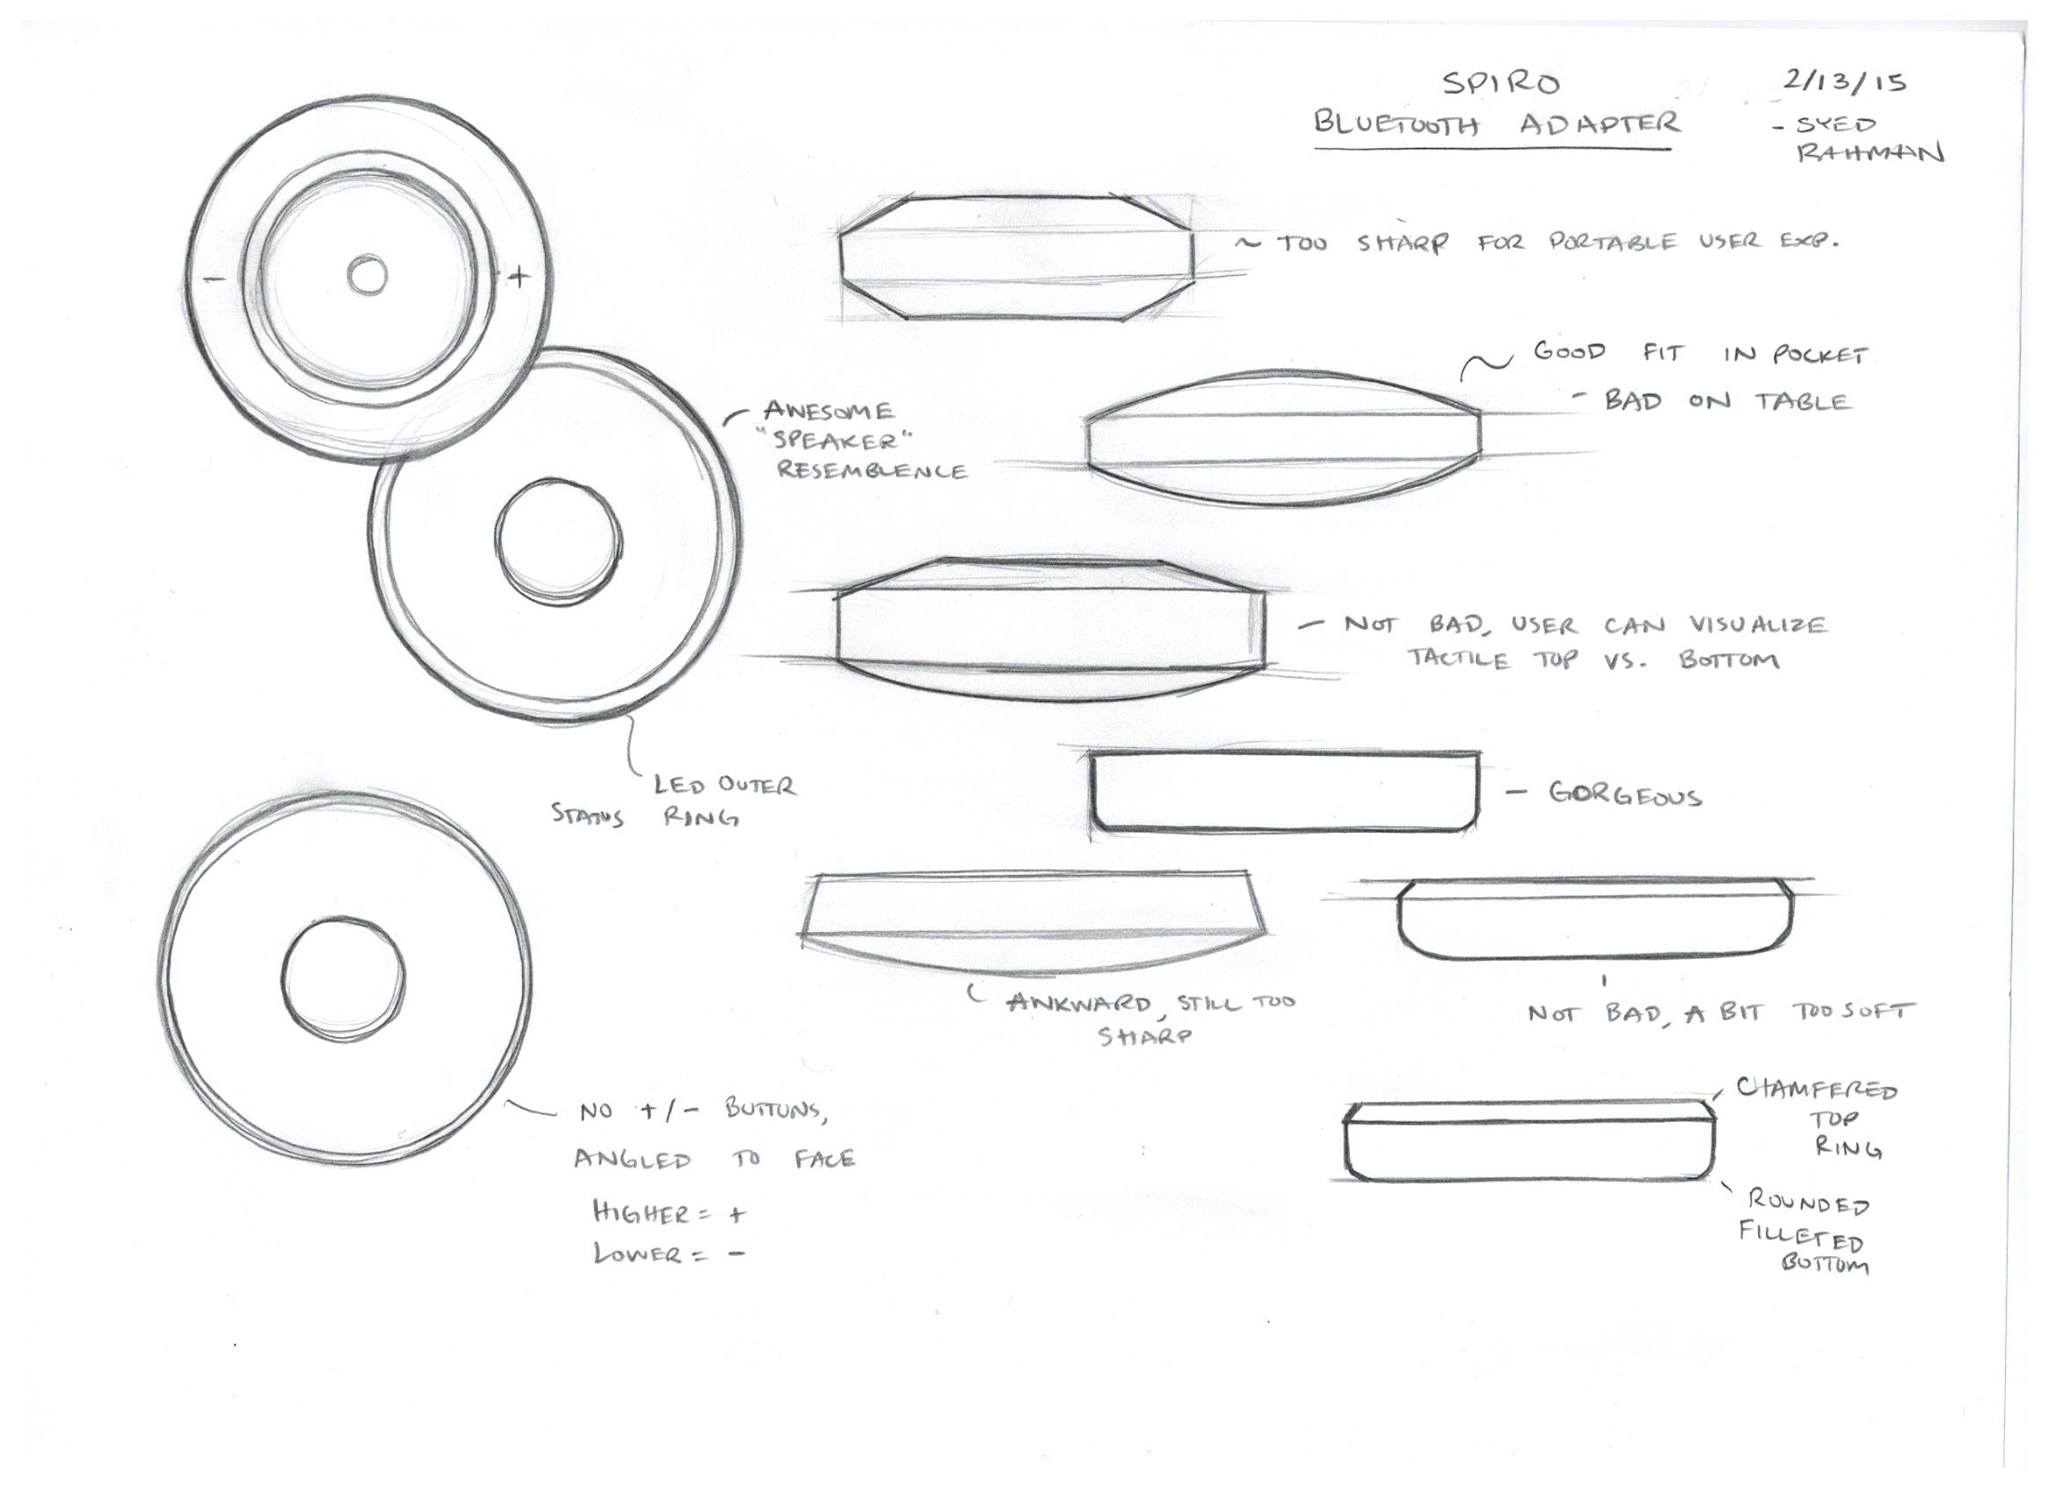 SPIRO
BLUETOOTH ADAPTER
2/13/15
- SYED
RAHMAN
- +
~ TOO SHARP FOR PORTABLE USER EXP.
GOOD FIT IN POCKET
- BAD ON TABLE
AWESOME
"SPEAKER"
RESEMBLENCE
- NOT BAD, USER CAN VISUALIZE
TACTILE TOP VS. BOTTOM
LED OUTER
STATUS RING
- GORGEOUS
ANKWARD, STILL TOO
SHARP
NOT BAD, A BIT TOO SOFT
NO +/- BUTTONS,
ANGLED TO FACE
HIGHER = +
LOWER = -
CHAMFERED
TOP
RING
ROUNDED
FILLETED
BOTTOM